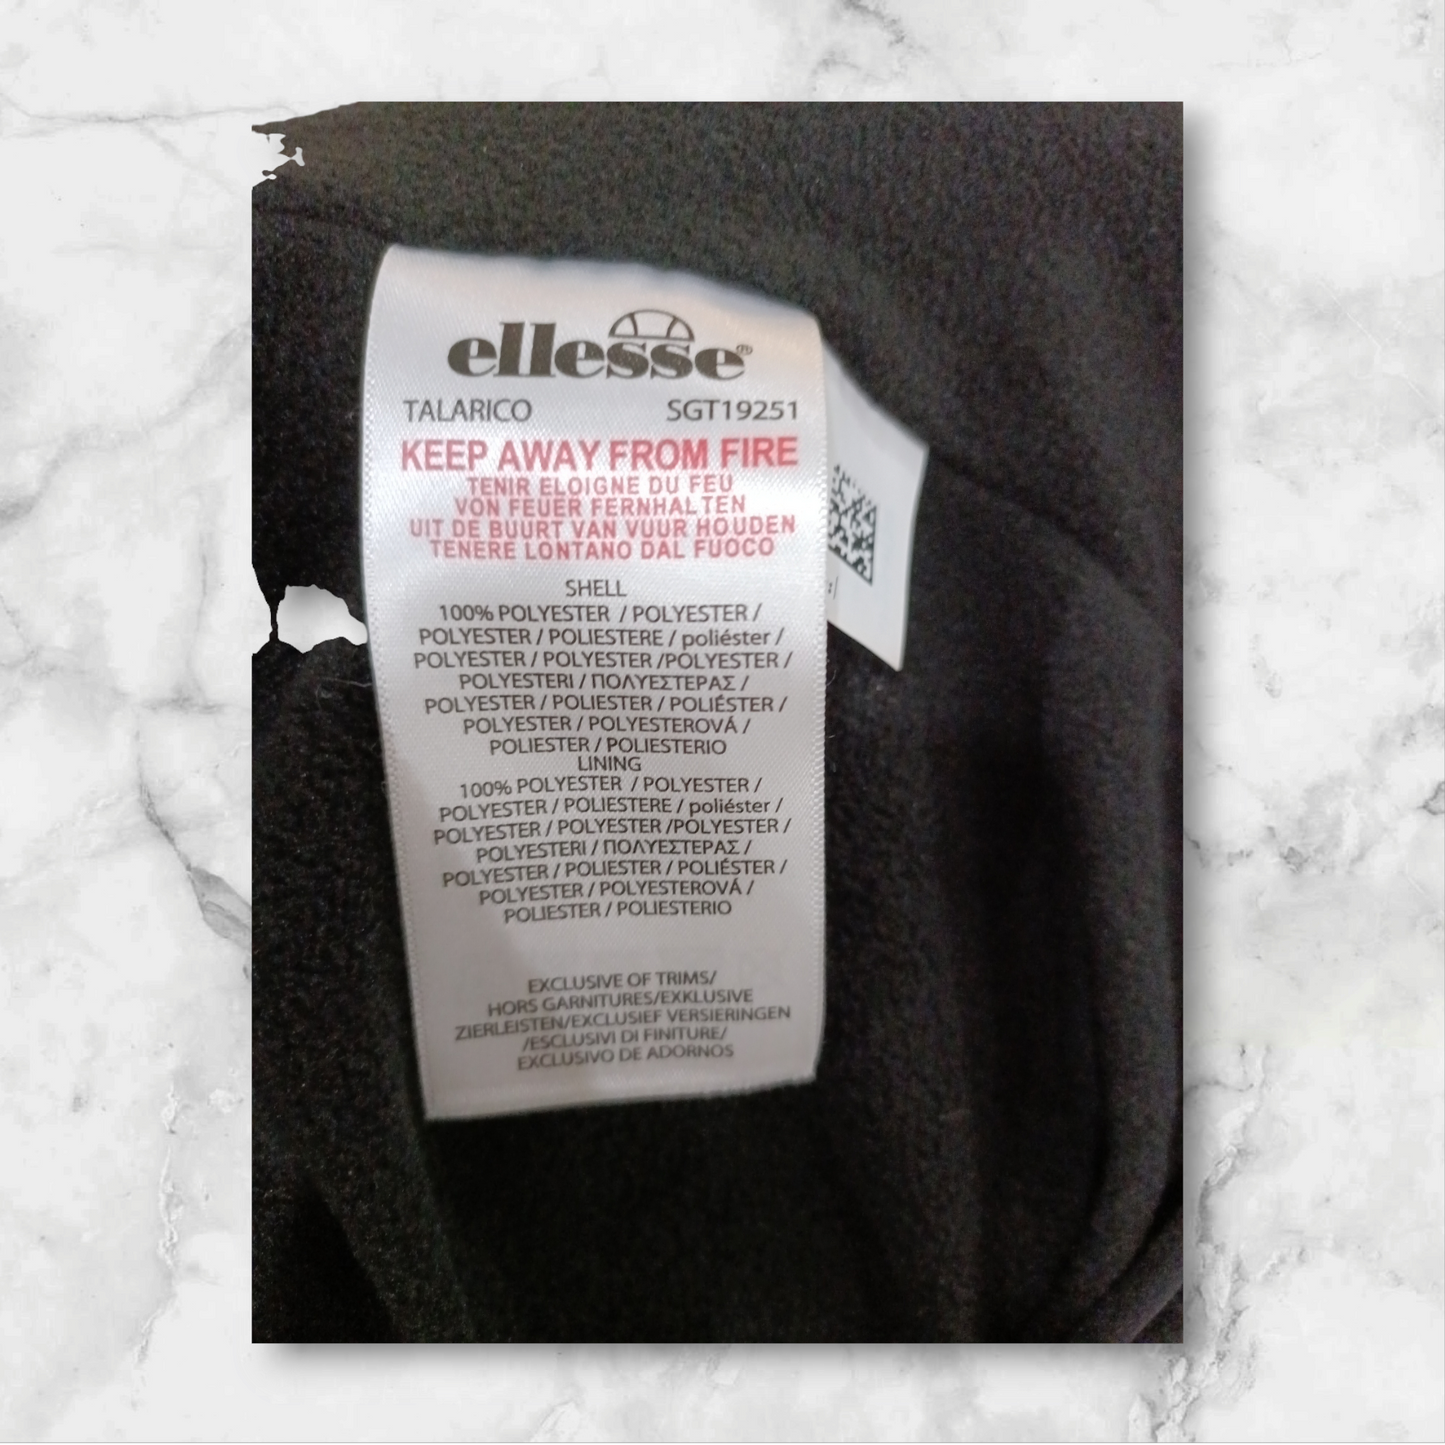 ellesse®
TALARICO SGT19251
KEEP AWAY FROM FIRE
TENIR ELOIGNE DU FEU
VON FEUER FERNHALTEN
UIT DE BUURT VAN VUUR HOUDEN
TENERE LONTANO DAL FUOCO
SHELL
100% POLYESTER / POLYESTER /
POLYESTER / POLIESTERE / poliéster /
POLYESTER / POLYESTER /POLYESTER /
POLYESTERI / ΠΟΛΥΕΣΤΕΡΑΣ /
POLYESTER / POLIESTER / POLIÉSTER /
POLYESTER / POLYESTEROVÁ /
POLIESTER / POLIESTERIO
LINING
100% POLYESTER / POLYESTER /
POLYESTER / POLIESTERE / poliéster /
POLYESTER / POLYESTER /POLYESTER /
POLYESTERI / ΠΟΛΥΕΣΤΕΡΑΣ /
POLYESTER / POLIESTER / POLIÉSTER /
POLYESTER / POLYESTEROVÁ /
POLIESTER / POLIESTERIO
EXCLUSIVE OF TRIMS/
HORS GARNITURES/EXKLUSIVE
ZIERLEISTEN/EXCLUSIEF VERSIERINGEN
/ESCLUSIVI DI FINITURE/
EXCLUSIVO DE ADORNOS